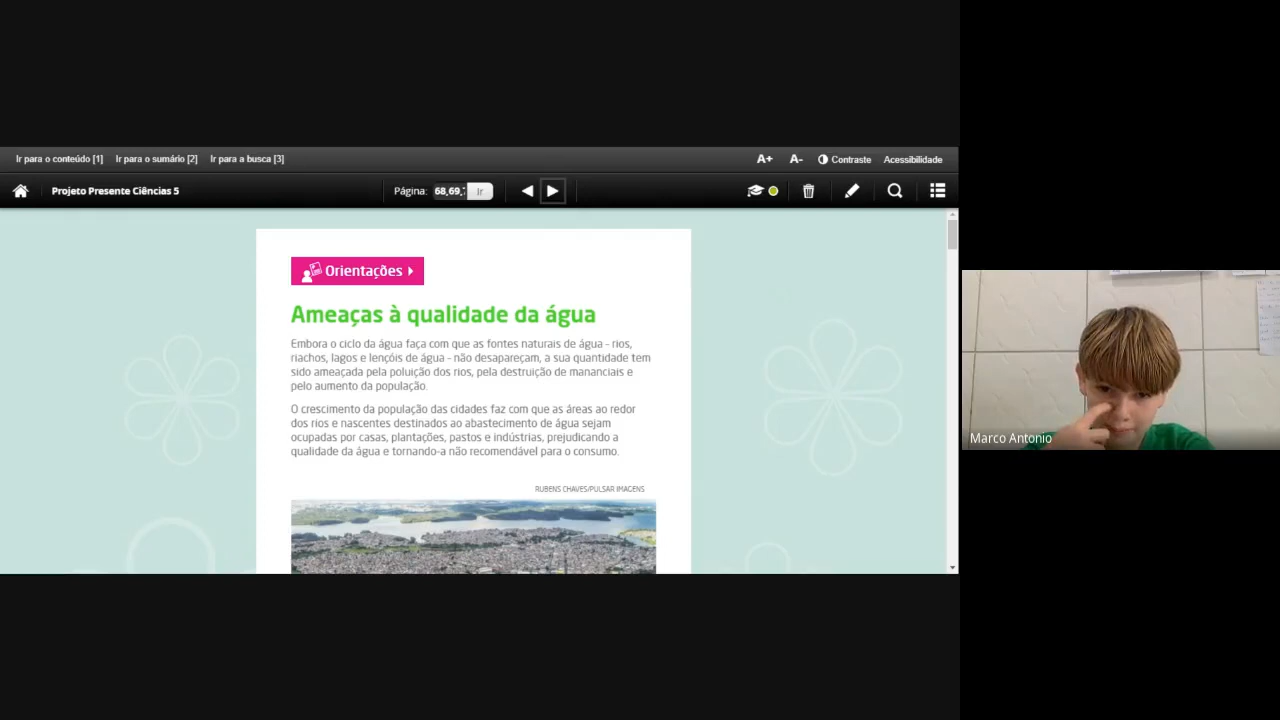 Ir para o conteúdo [1] Ir para o sumário [2] Ir para a busca [3] A+ A- Contraste Acessibilidade
Projeto Presente Ciências 5 Página: 68,69, Ir
Orientações
Ameaças à qualidade da água
Embora o ciclo da água faça com que as fontes naturais de água – rios,
riachos, lagos e lençóis de água – não desapareçam, a sua quantidade tem
sido ameaçada pela poluição dos rios, pela destruição de mananciais e
pelo aumento da população.
O crescimento da população das cidades faz com que as áreas ao redor
dos rios e nascentes destinados ao abastecimento de água sejam
ocupadas por casas, plantações, pastos e indústrias, prejudicando a
qualidade da água e tornando-a não recomendável para o consumo.
RUBENS CHAVES/PULSAR IMAGENS
Marco Antonio